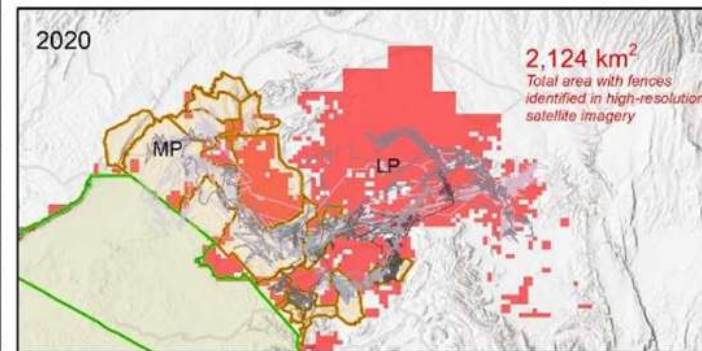 2020
2,124 km²
Total area with fences
identified in high-resolution
satellite imagery
MP
LP